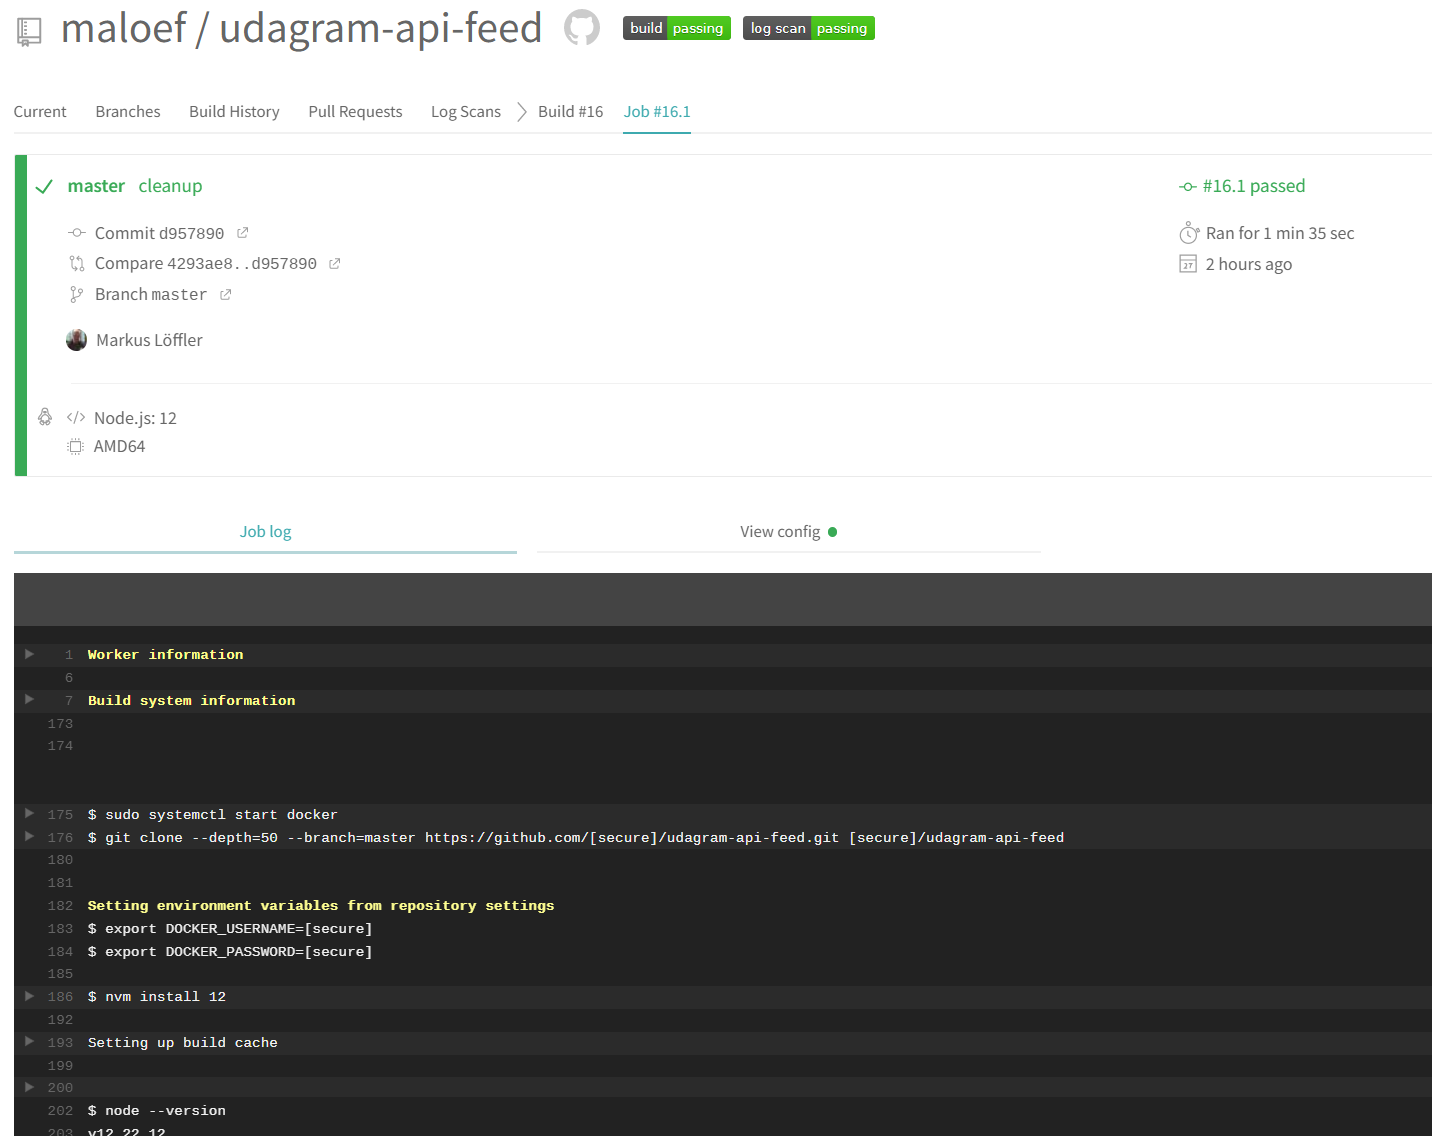 maloef / udagram-api-feed build passing log scan passing
Current Branches Build History Pull Requests Log Scans Build #16 Job #16.1
master cleanup
#16.1 passed
Commit d957890
Ran for 1 min 35 sec
Compare 4293ae8..d957890
2 hours ago
Branch master
Markus Löffler
Node.js: 12
AMD64
Job log View config
1 Worker information
6
7 Build system information
173
174
175 $ sudo systemctl start docker
176 $ git clone --depth=50 --branch=master https://github.com/[secure]/udagram-api-feed.git [secure]/udagram-api-feed
180
181
182 Setting environment variables from repository settings
183 $ export DOCKER_USERNAME=[secure]
184 $ export DOCKER_PASSWORD=[secure]
185
186 $ nvm install 12
192
193 Setting up build cache
199
200
202 $ node --version
203 v12.22.12